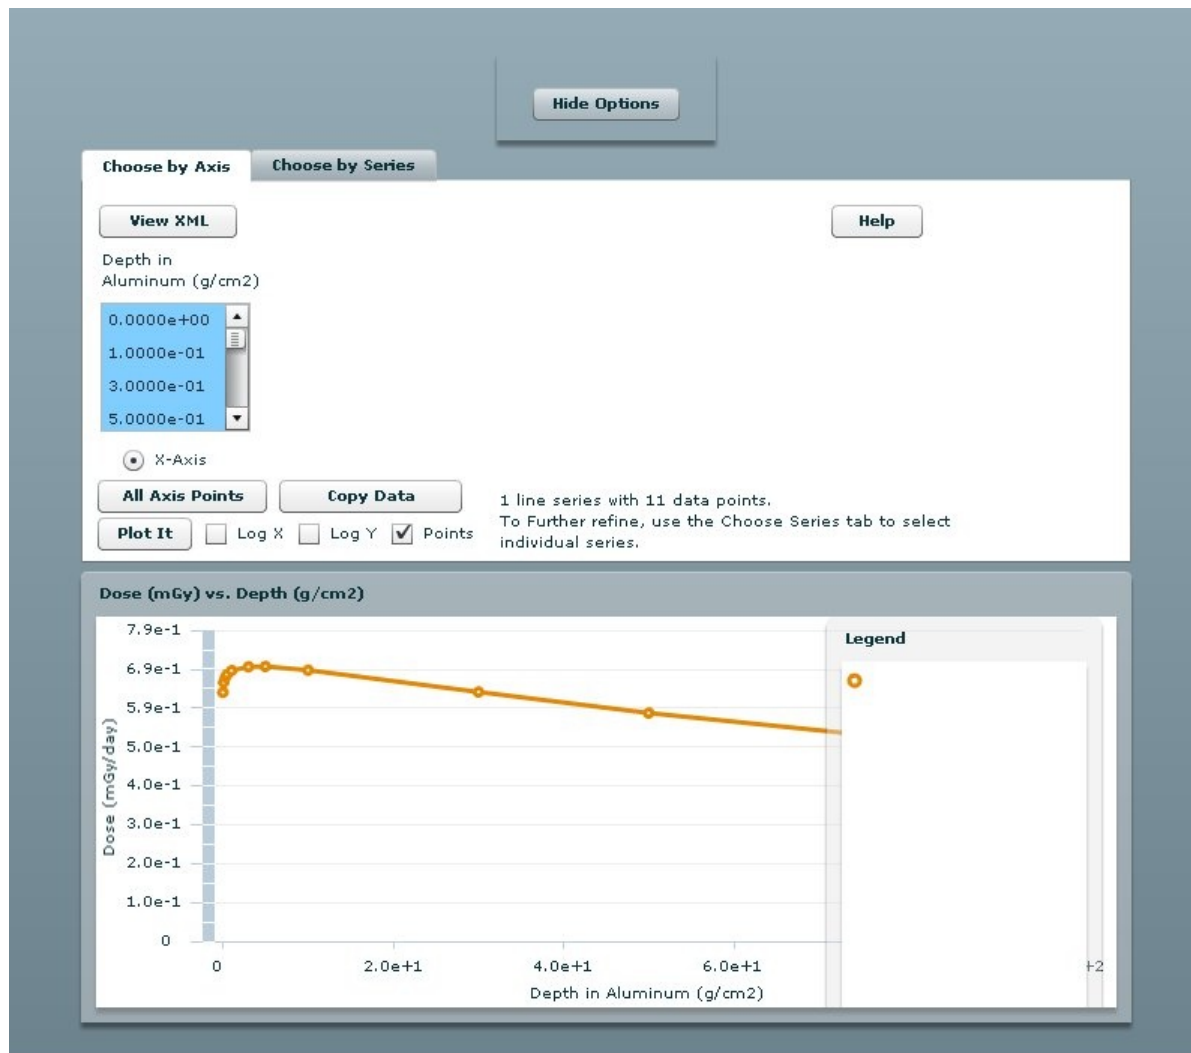 Hide Options
Choose by Axis
Choose by Series
View XML
Help
Depth in
Aluminum (g/cm2)
0.0000e+00
1.0000e-01
3.0000e-01
5.0000e-01
X-Axis
All Axis Points
Copy Data
1 line series with 11 data points.
To Further refine, use the Choose Series tab to select
individual series.
Plot It
Log X
Log Y
Points
Dose (mGy) vs. Depth (g/cm2)
Legend
Dose (mGy/day)
7.9e-1
6.9e-1
5.9e-1
5.0e-1
4.0e-1
3.0e-1
2.0e-1
1.0e-1
0
0
2.0e+1
4.0e+1
6.0e+1
+2
Depth in Aluminum (g/cm2)